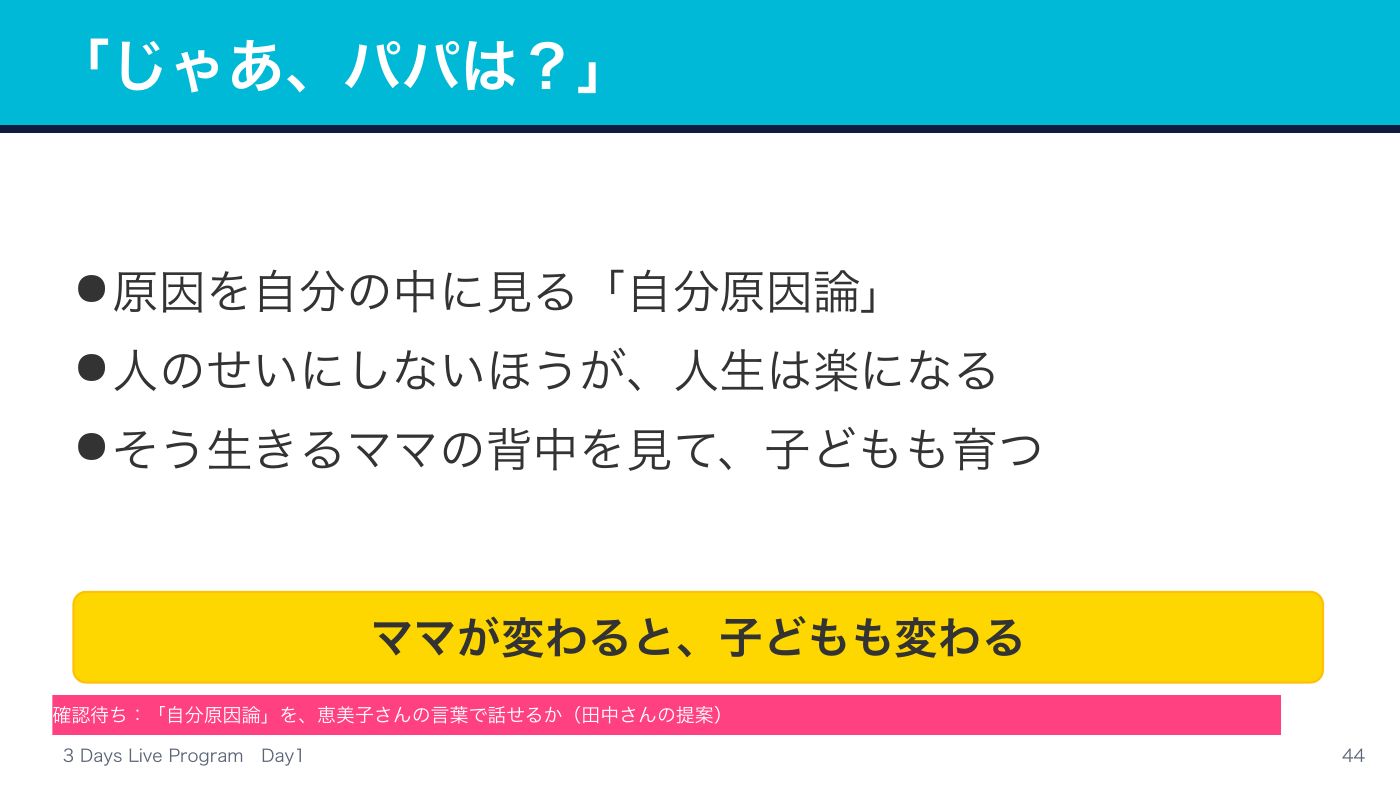 「じゃあ、パパは？」
●原因を自分の中に見る「自分原因論」
●人のせいにしないほうが、人生は楽になる
●そう生きるママの背中を見て、子どもも育つ
ママが変わると、子どもも変わる
確認待ち：「自分原因論」を、恵美子さんの言葉で話せるか（田中さんの提案）
3 Days Live Program　Day1
44